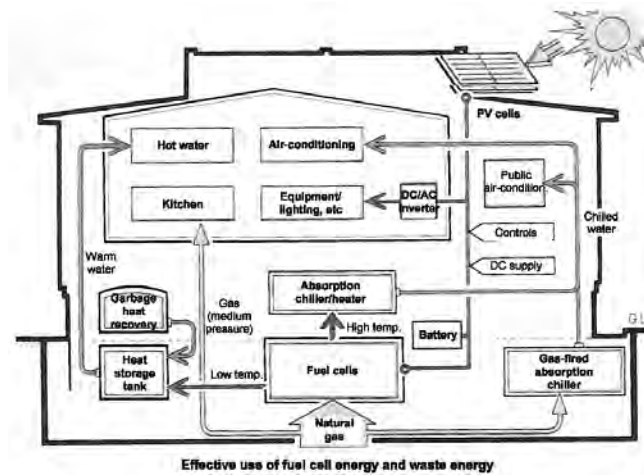 PV cells
Hot water
Air-conditioning
Public
air-condition
Kitchen
Equipment/
lighting, etc
DC/AC
inverter
Controls
Chilled
water
Warm
water
DC supply
Absorption
chiller/heater
Garbage
heat
recovery
Gas
(medium
pressure)
High temp.
Battery
G.L
Heat
storage
tank
Low temp.
Fuel cells
Gas-fired
absorption
chiller
Natural
gas
Effective use of fuel cell energy and waste energy